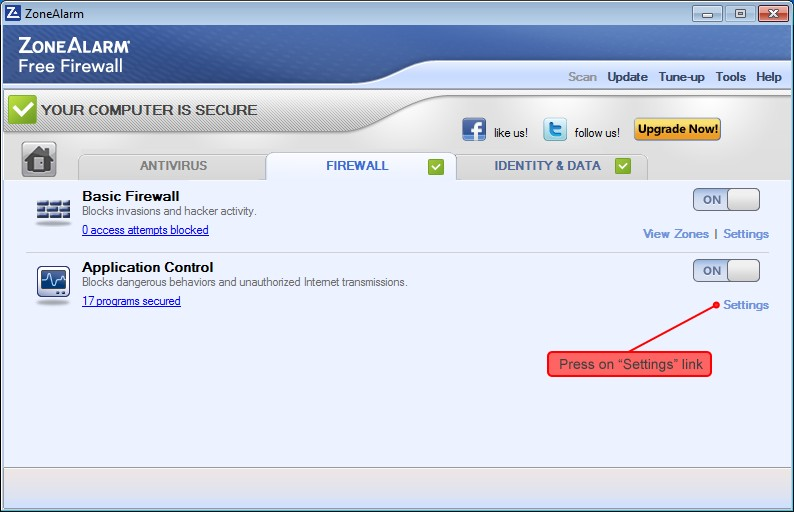 ZoneAlarm
ZONEALARM®
Free Firewall
Scan Update Tune-up Tools Help
YOUR COMPUTER IS SECURE
like us! follow us! Upgrade Now!
ANTIVIRUS FIREWALL IDENTITY & DATA
Basic Firewall
ON
Blocks invasions and hacker activity.
0 access attempts blocked
View Zones | Settings
Application Control
ON
Blocks dangerous behaviors and unauthorized Internet transmissions.
17 programs secured
Settings
Press on “Settings” link